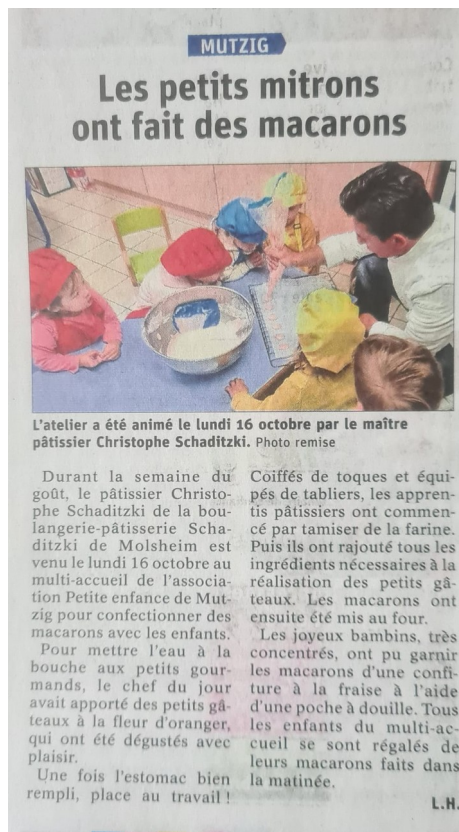 MUTZIG
Les petits mitrons
ont fait des macarons
L'atelier a été animé le lundi 16 octobre par le maître
pâtissier Christophe Schaditzki. Photo remise
Durant la semaine du
goût, le pâtissier Christo-
phe Schaditzki de la bou-
langerie-pâtisserie Scha-
ditzki de Molsheim est
venu le lundi 16 octobre au
multi-accueil de l'associa-
tion Petite enfance de Mut-
zig pour confectionner des
macarons avec les enfants.
Pour mettre l'eau à la
bouche aux petits gour-
mands, le chef du jour
avait apporté des petits gâ-
teaux à la fleur d'oranger,
qui ont été dégustés avec
plaisir.
Une fois l'estomac bien
rempli, place au travail !
Coiffés de toques et équi-
pés de tabliers, les appren-
tis pâtissiers ont commen-
cé par tamiser de la farine.
Puis ils ont rajouté tous les
ingrédients nécessaires à la
réalisation des petits gâ-
teaux. Les macarons ont
ensuite été mis au four.
Les joyeux bambins, très
concentrés, ont pu garnir
les macarons d'une confi-
ture à la fraise à l'aide
d'une poche à douille. Tous
les enfants du multi-ac-
cueil se sont régalés de
leurs macarons faits dans
la matinée.
L.H.